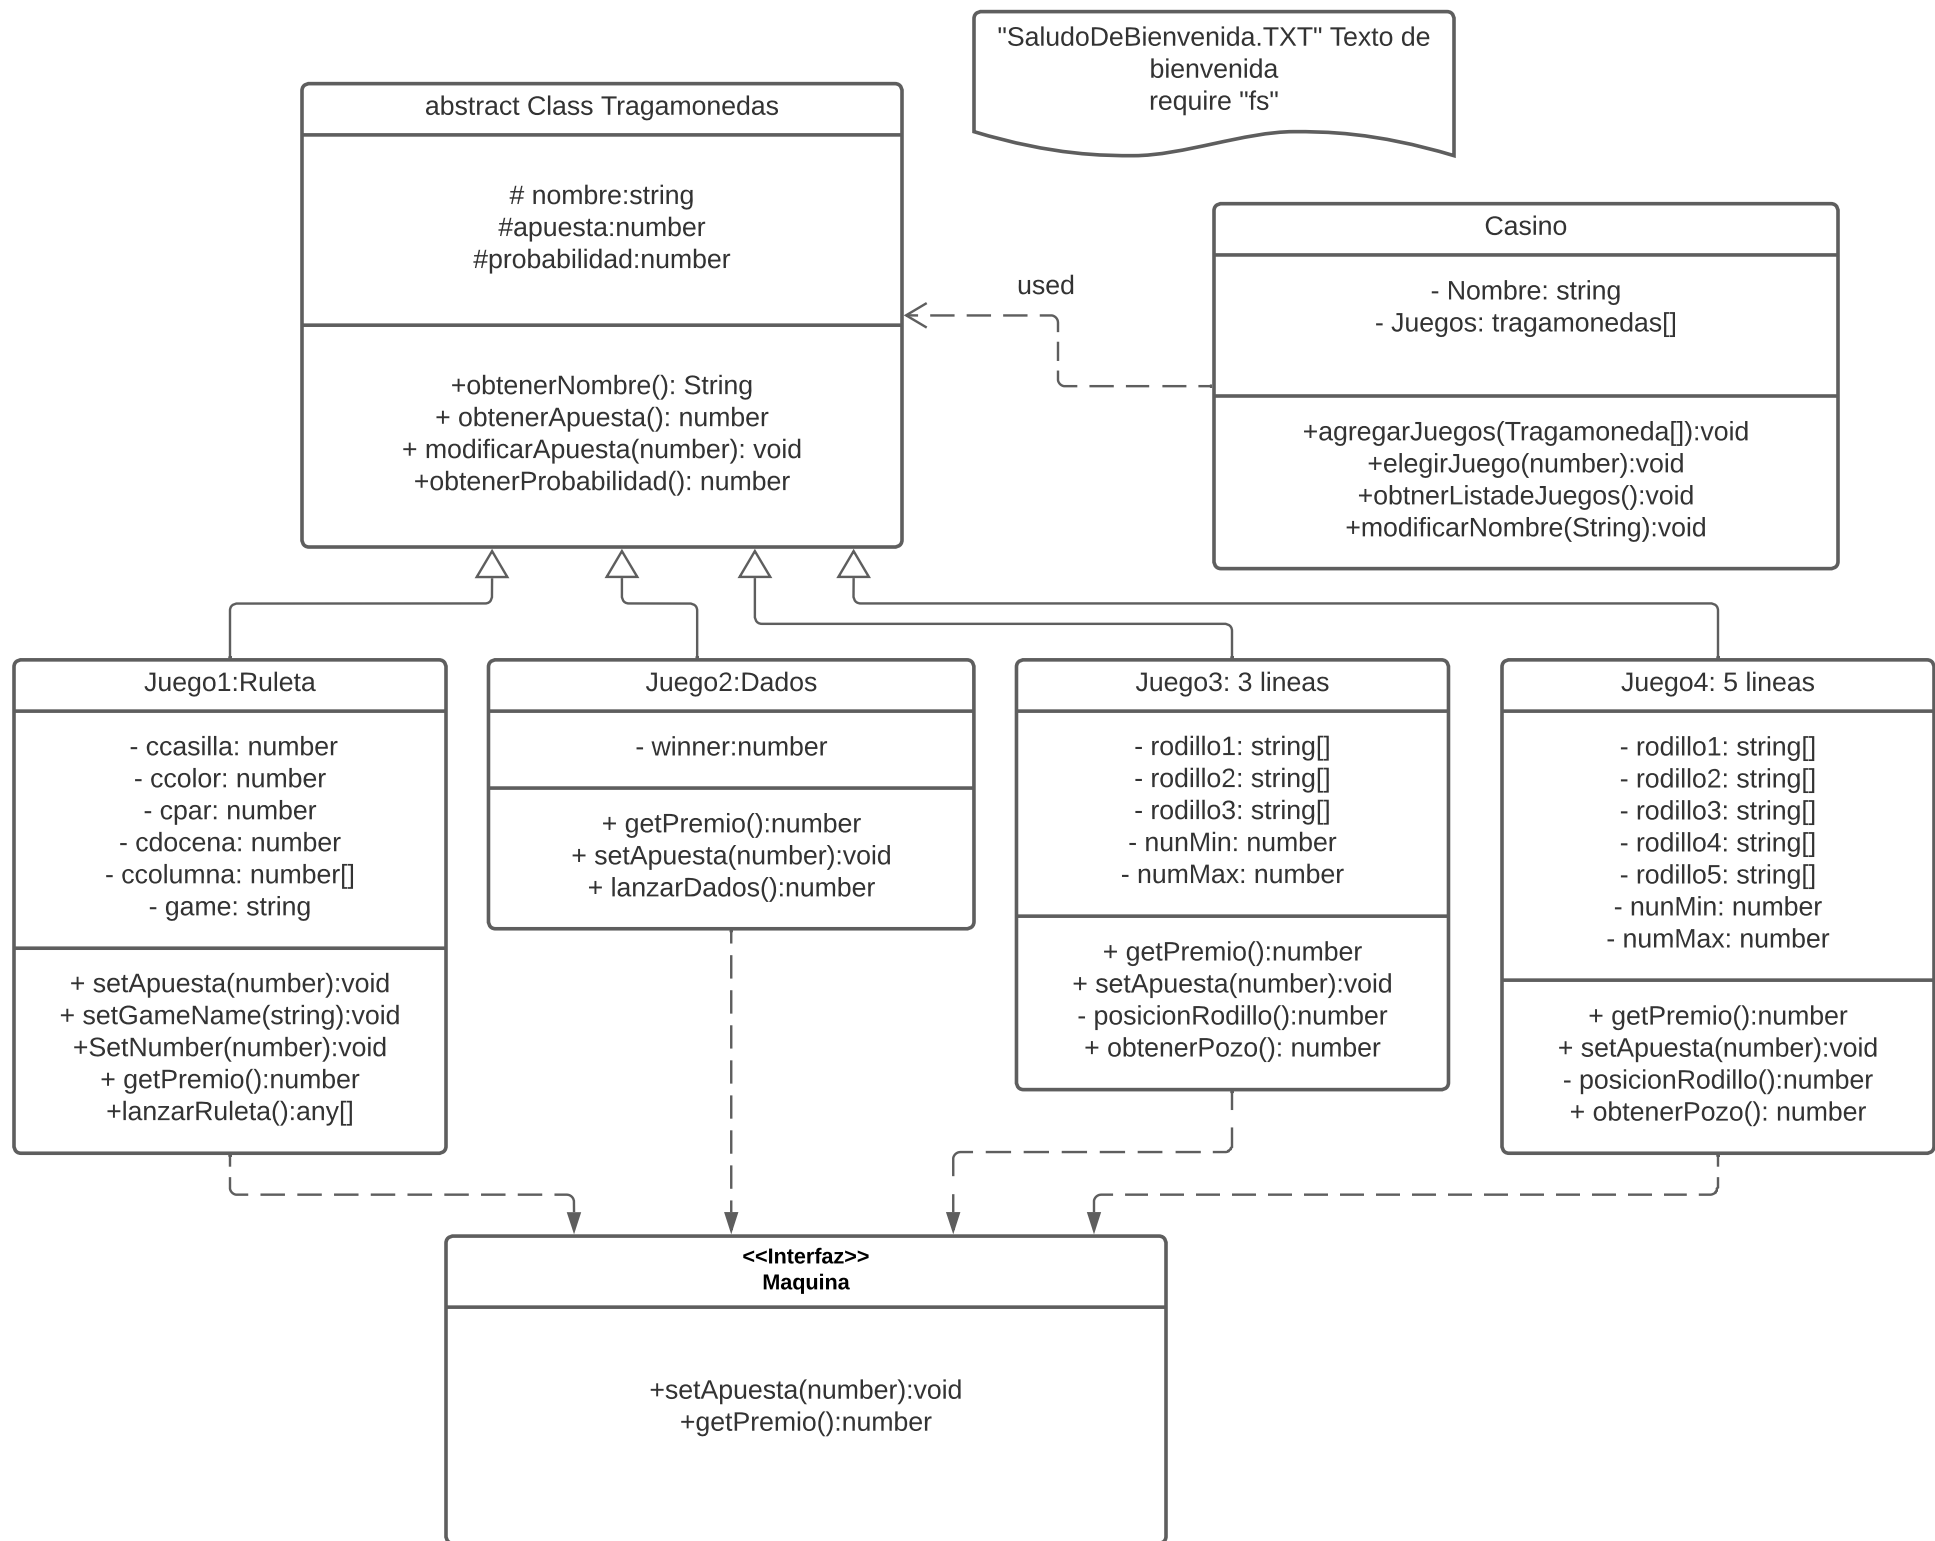 "SaludoDeBienvenida.TXT" Texto de
bienvenida
require "fs"
abstract Class Tragamonedas
# nombre:string
#apuesta:number
#probabilidad:number
+obtenerNombre(): String
+ obtenerApuesta(): number
+ modificarApuesta(number): void
+obtenerProbabilidad(): number
used
Casino
- Nombre: string
- Juegos: tragamonedas[]
+agregarJuegos(Tragamoneda[]):void
+elegirJuego(number):void
+obtnerListadeJuegos():void
+modificarNombre(String):void
Juego1:Ruleta
- ccasilla: number
- ccolor: number
- cpar: number
- cdocena: number
- ccolumna: number[]
- game: string
+ setApuesta(number):void
+ setGameName(string):void
+SetNumber(number):void
+ getPremio():number
+lanzarRuleta():any[]
Juego2:Dados
- winner:number
+ getPremio():number
+ setApuesta(number):void
+ lanzarDados():number
Juego3: 3 lineas
- rodillo1: string[]
- rodillo2: string[]
- rodillo3: string[]
- nunMin: number
- numMax: number
+ getPremio():number
+ setApuesta(number):void
- posicionRodillo():number
+ obtenerPozo(): number
Juego4: 5 lineas
- rodillo1: string[]
- rodillo2: string[]
- rodillo3: string[]
- rodillo4: string[]
- rodillo5: string[]
- nunMin: number
- numMax: number
+ getPremio():number
+ setApuesta(number):void
- posicionRodillo():number
+ obtenerPozo(): number
<<Interfaz>>
Maquina
+setApuesta(number):void
+getPremio():number